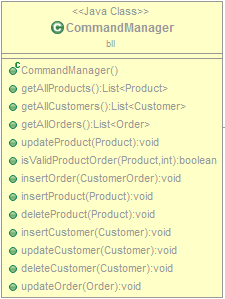 <<Java Class>>
CommandManager
bll
CommandManager()
getAllProducts():List<Product>
getAllCustomers():List<Customer>
getAllOrders():List<Order>
updateProduct(Product):void
isValidProductOrder(Product,int):boolean
insertOrder(CustomerOrder):void
insertProduct(Product):void
deleteProduct(Product):void
insertCustomer(Customer):void
updateCustomer(Customer):void
deleteCustomer(Customer):void
updateOrder(Order):void